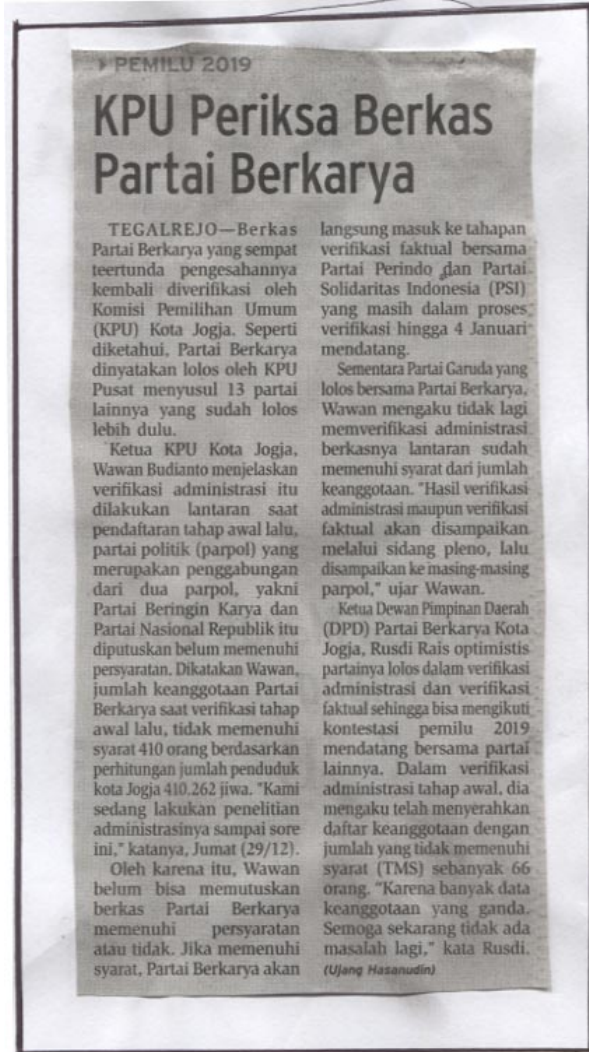 PEMILU 2019
KPU Periksa Berkas
Partai Berkarya
TEGALREJO—Berkas
Partai Berkarya yang sempat
teertunda pengesahannya
kembali diverifikasi oleh
Komisi Pemilihan Umum
(KPU) Kota Jogja. Seperti
diketahui, Partai Berkarya
dinyatakan lolos oleh KPU
Pusat menyusul 13 partai
lainnya yang sudah lolos
lebih dulu.
Ketua KPU Kota Jogja,
Wawan Budianto menjelaskan
verifikasi administrasi itu
dilakukan lantaran saat
pendaftaran tahap awal lalu,
partai politik (parpol) yang
merupakan penggabungan
dari dua parpol, yakni
Partai Beringin Karya dan
Partai Nasional Republik itu
diputuskan belum memenuhi
persyaratan. Dikatakan Wawan,
jumlah keanggotaan Partai
Berkarya saat verifikasi tahap
awal lalu, tidak memenuhi
syarat 410 orang berdasarkan
perhitungan jumlah penduduk
kota Jogja 410.262 jiwa. "Kami
sedang lakukan penelitian
administrasinya sampai sore
ini," katanya, Jumat (29/12).
Oleh karena itu, Wawan
belum bisa memutuskan
berkas Partai Berkarya
memenuhi persyaratan
atau tidak. Jika memenuhi
syarat, Partai Berkarya akan
langsung masuk ke tahapan
verifikasi faktual bersama
Partai Perindo dan Partai
Solidaritas Indonesia (PSI)
yang masih dalam proses
verifikasi hingga 4 Januari
mendatang.
Sementara Partai Garuda yang
lolos bersama Partai Berkarya,
Wawan mengaku tidak lagi
memverifikasi administrasi
berkasnya lantaran sudah
memenuhi syarat dari jumlah
keanggotaan. "Hasil verifikasi
administrasi maupun verifikasi
faktual akan disampaikan
melalui sidang pleno, lalu
disampaikan ke masing-masing
parpol," ujar Wawan.
Ketua Dewan Pimpinan Daerah
(DPD) Partai Berkarya Kota
Jogja, Rusdi Rais optimistis
partainya lolos dalam verifikasi
administrasi dan verifikasi
faktual sehingga bisa mengikuti
kontestasi pemilu 2019
mendatang bersama partai
lainnya. Dalam verifikasi
administrasi tahap awal, dia
mengaku telah menyerahkan
daftar keanggotaan dengan
jumlah yang tidak memenuhi
syarat (TMS) sebanyak 66
orang. "Karena banyak data
keanggotaan yang ganda.
Semoga sekarang tidak ada
masalah lagi," kata Rusdi.
(Ujang Hasanudin)